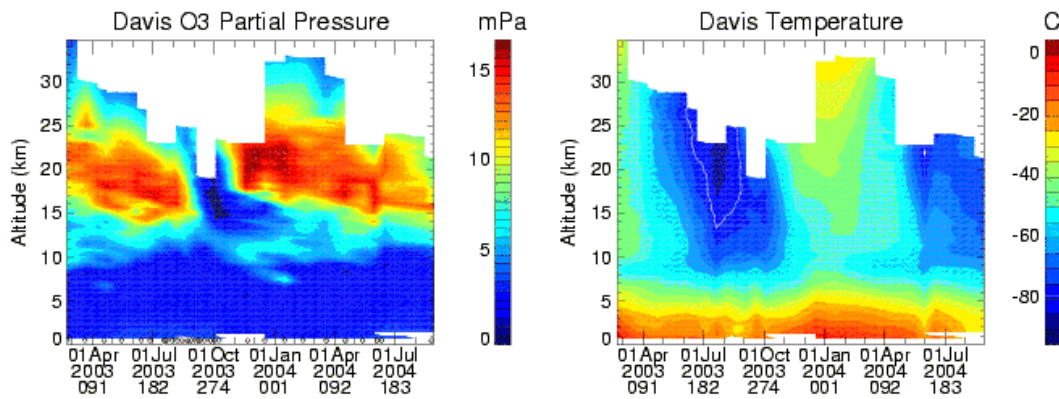 Davis O3 Partial Pressure
mPa
15
10
5
0
Altitude (km)
30
25
20
15
10
5
0
01Apr 01Jul 01Oct 01Jan 01Apr 01Jul
2003 2003 2003 2004 2004 2004
091 182 274 001 092 183
Davis Temperature
C
0
-20
-40
-60
-80
Altitude (km)
30
25
20
15
10
5
0
01Apr 01Jul 01Oct 01Jan 01Apr 01Jul
2003 2003 2003 2004 2004 2004
091 182 274 001 092 183